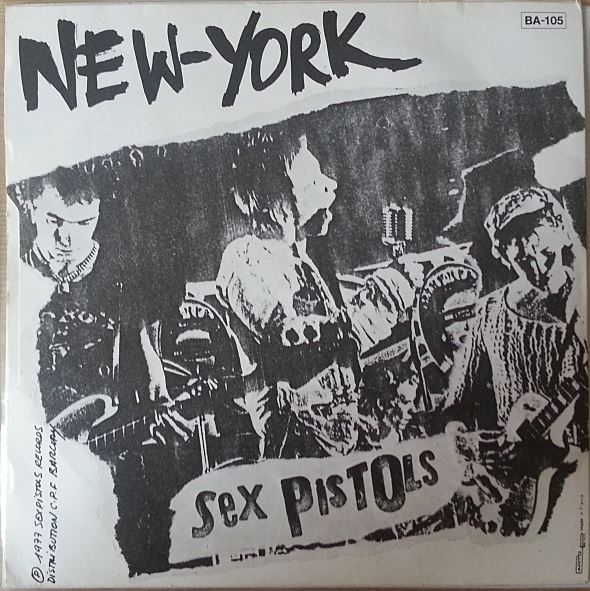 NEW-YORK
BA-105
SEX PISTOLS
Ⓟ 1977 SEX PISTOLS RECORDS
DISTRIBUTION C.P.F BARCLAY